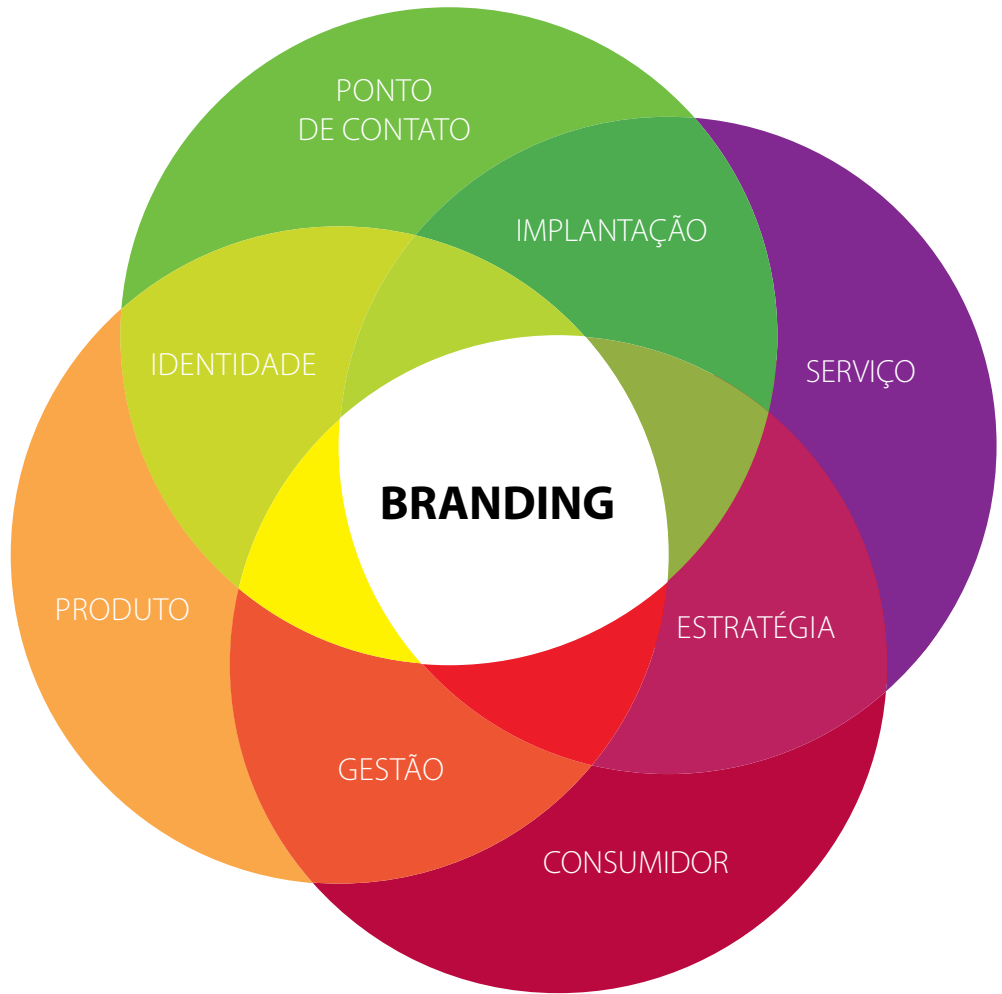 PONTO
DE CONTATO
IMPLANTAÇÃO
IDENTIDADE
SERVIÇO
BRANDING
PRODUTO
ESTRATÉGIA
GESTÃO
CONSUMIDOR